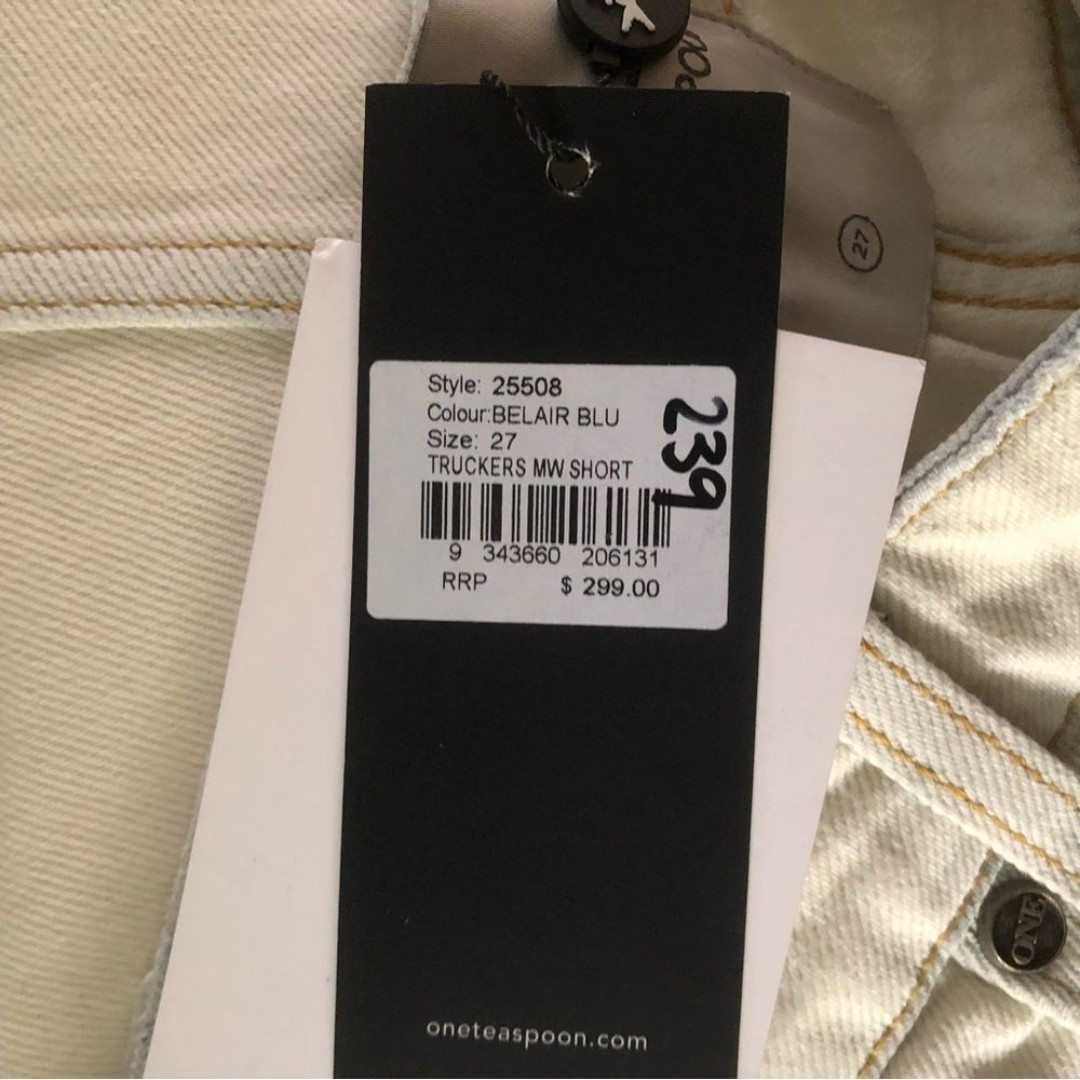 27
Style: 25508
Colour:BELAIR BLU
Size: 27
TRUCKERS MW SHORT
239
9 343660 206131
RRP $ 299.00
ONE
oneteaspoon.com